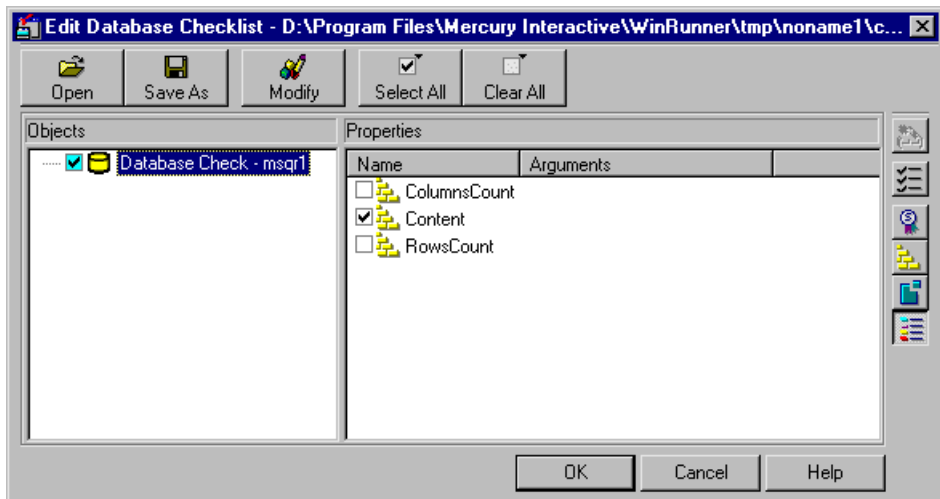 Edit Database Checklist - D:\Program Files\Mercury Interactive\WinRunner\tmp\noname1\c...
Open Save As Modify Select All Clear All
Objects Properties
Database Check - msqr1
Name Arguments
ColumnsCount
Content
RowsCount
OK Cancel Help